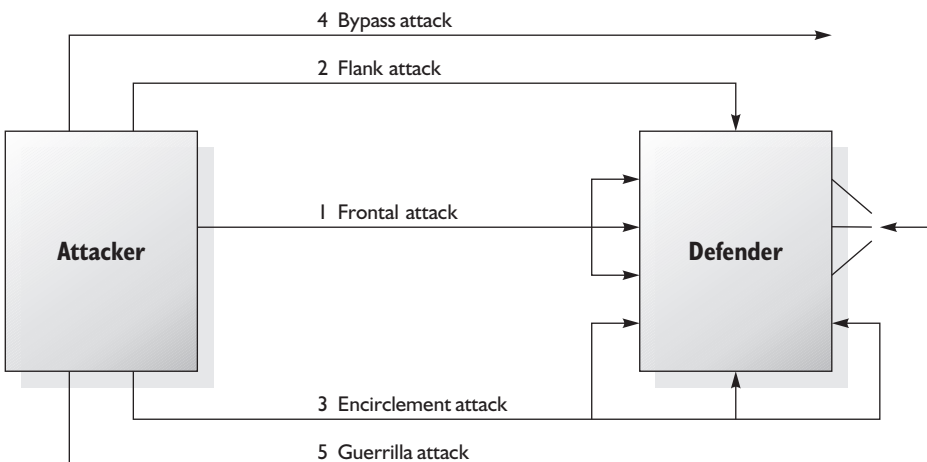 4 Bypass attack
2 Flank attack
1 Frontal attack
Attacker
Defender
3 Encirclement attack
5 Guerrilla attack